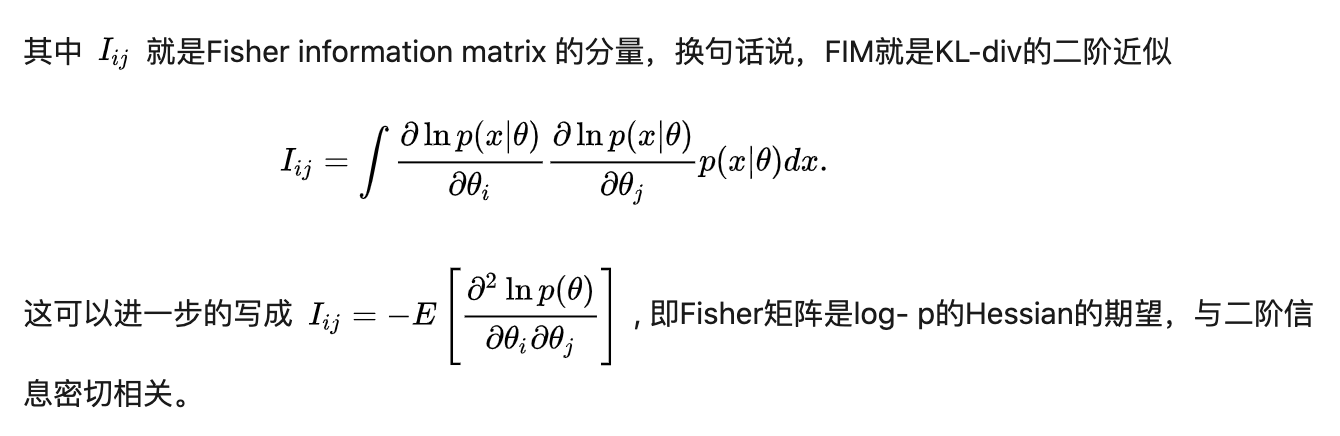 其中 I_{ij} 就是Fisher information matrix 的分量，换句话说，FIM就是KL-div的二阶近似
I_{ij} = \int \frac{\partial \ln p(x|\theta)}{\partial \theta_i} \frac{\partial \ln p(x|\theta)}{\partial \theta_j} p(x|\theta)dx.
这可以进一步的写成 I_{ij} = -E \left[ \frac{\partial^2 \ln p(\theta)}{\partial \theta_i \partial \theta_j} \right] , 即Fisher矩阵是log- p的Hessian的期望，与二阶信
息密切相关。